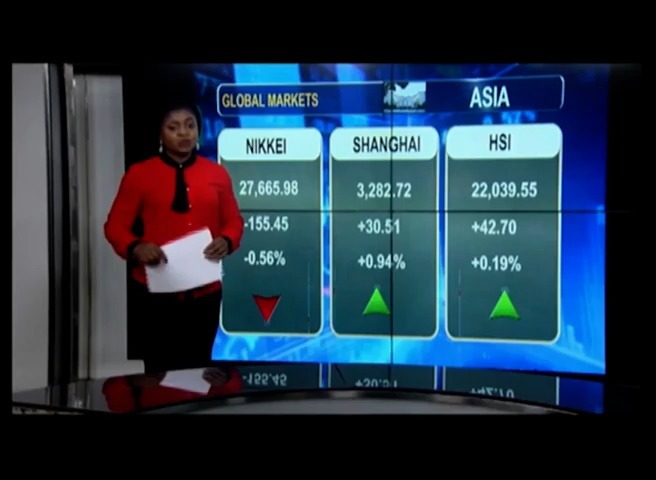 GLOBAL MARKETS
ASIA
NIKKEI
27,665.98
-155.45
-0.56%
SHANGHAI
3,282.72
+30.51
+0.94%
HSI
22,039.55
+42.70
+0.19%